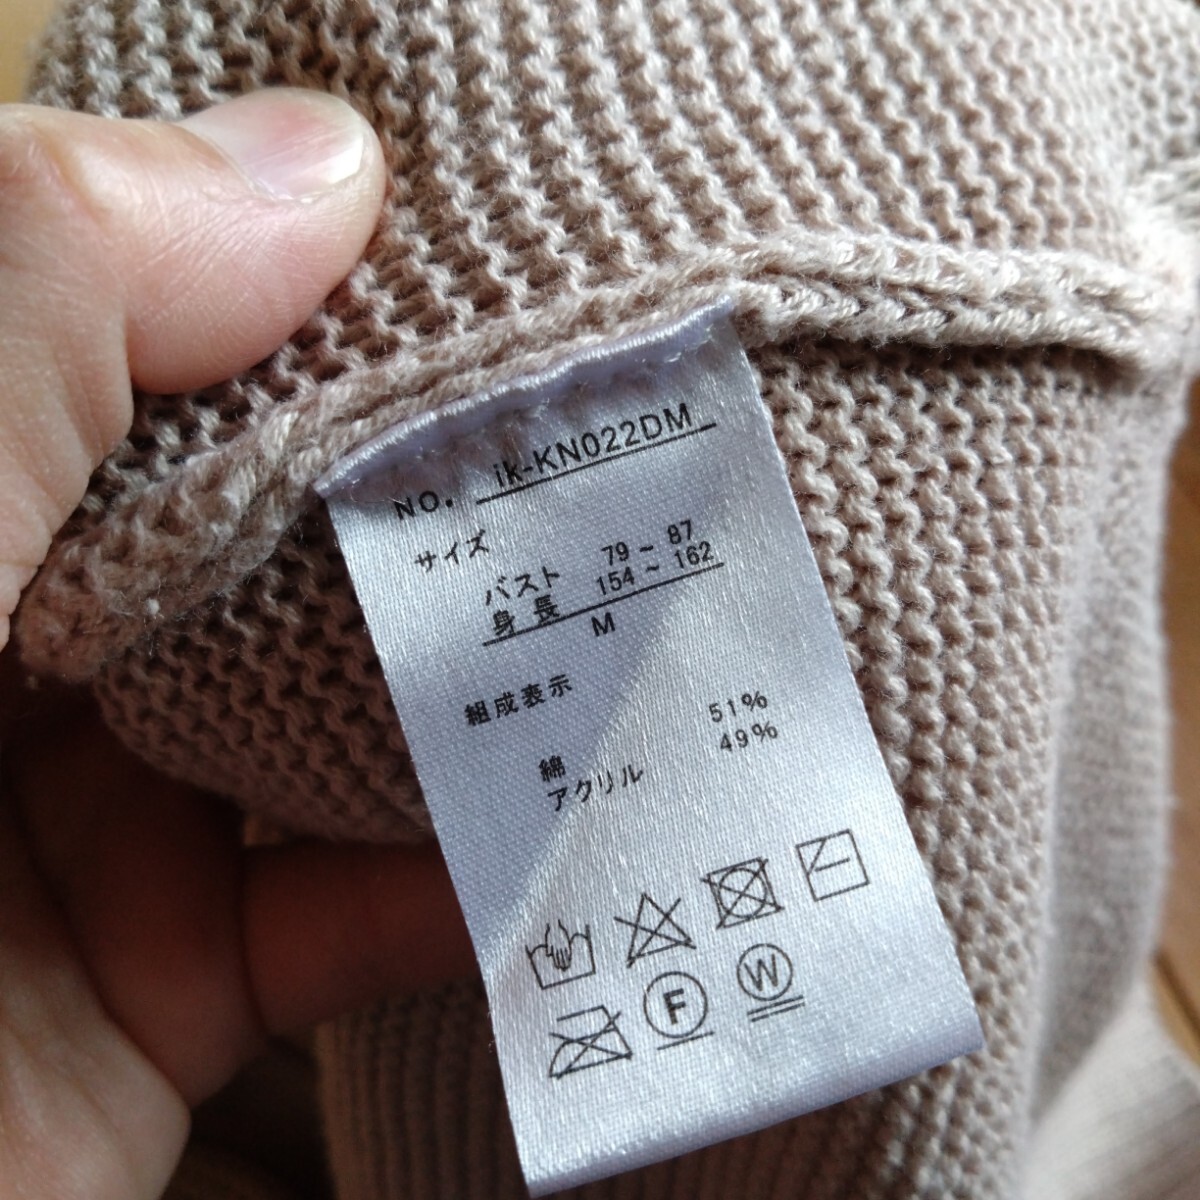 NO. ik-KN022DM
サイズ
バスト 79～87
身長 154～162
M
組成表示
綿 51%
アクリル 49%
F W